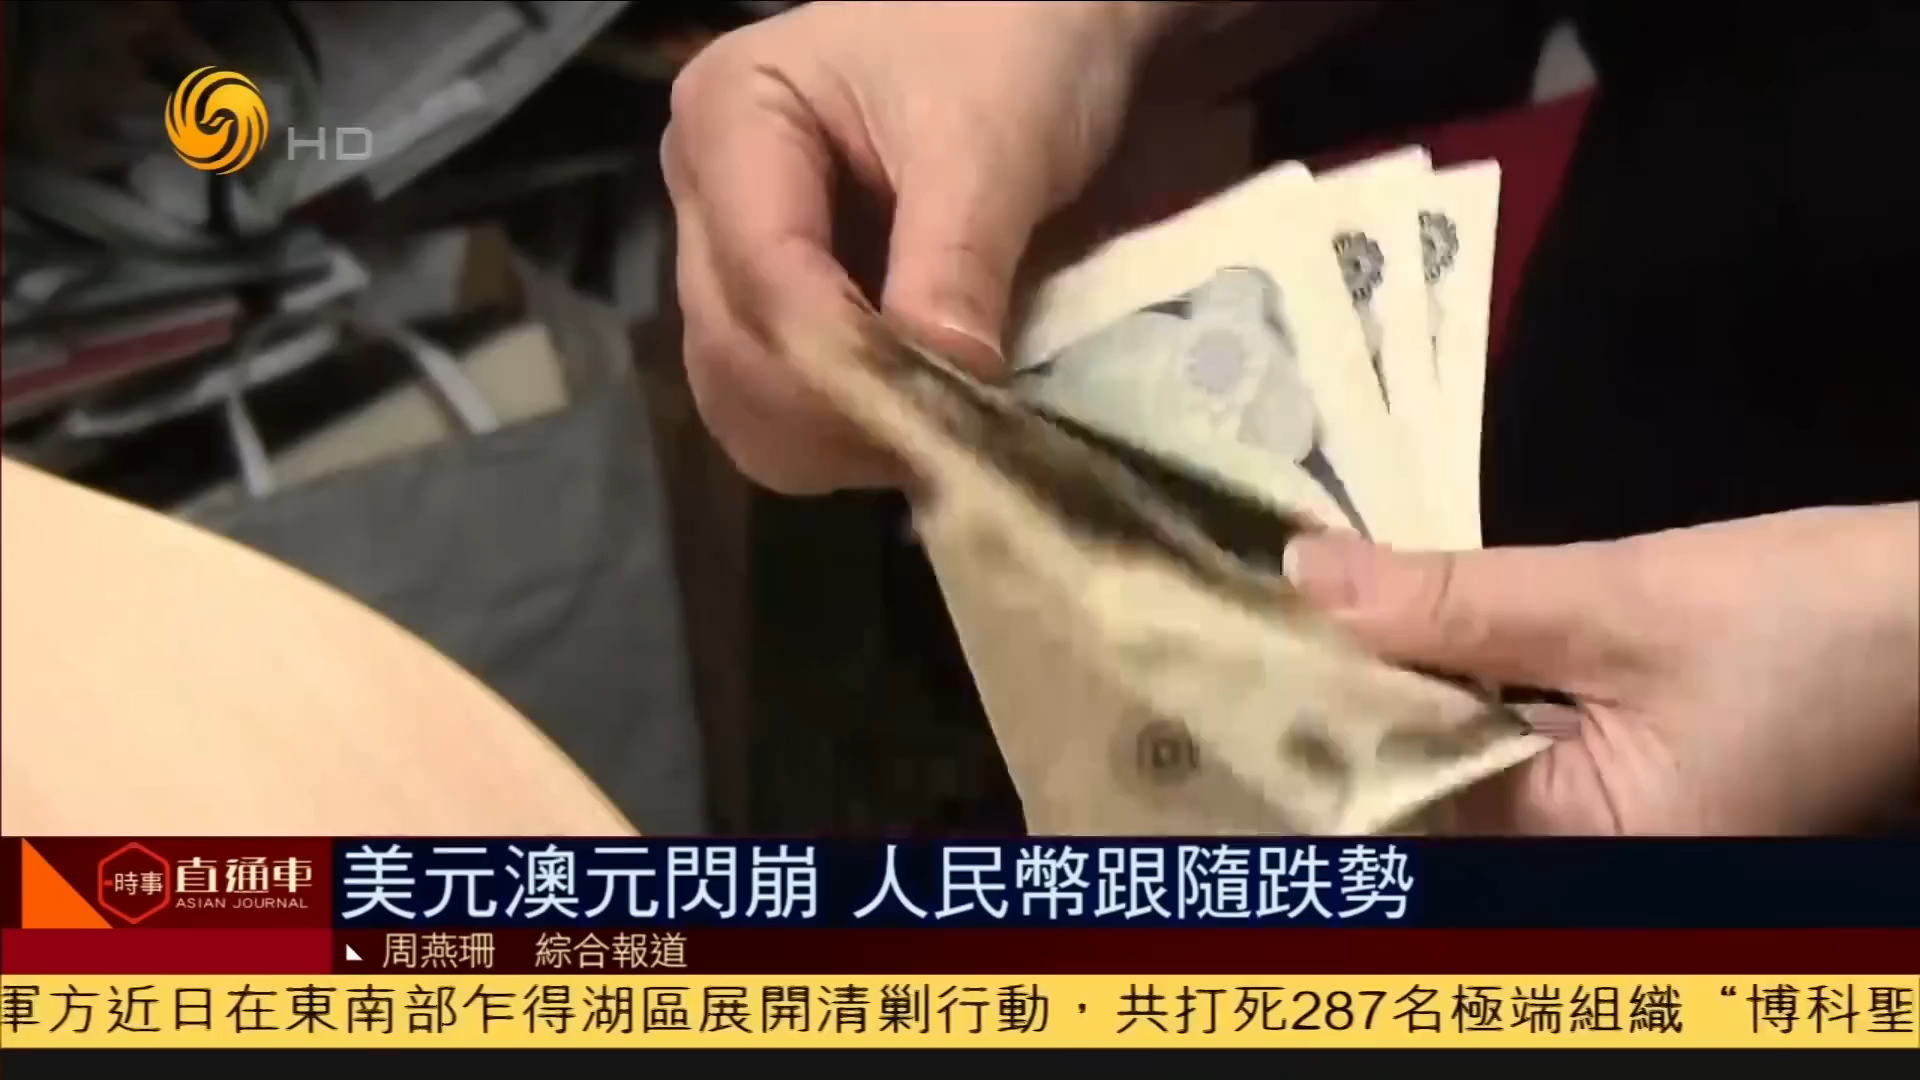 HD
時事 直通車
ASIAN JOURNAL
美元澳元閃崩 人民幣跟隨跌勢
周燕珊 綜合報道
軍方近日在東南部乍得湖區展開清剿行動，共打死287名極端組織“博科聖